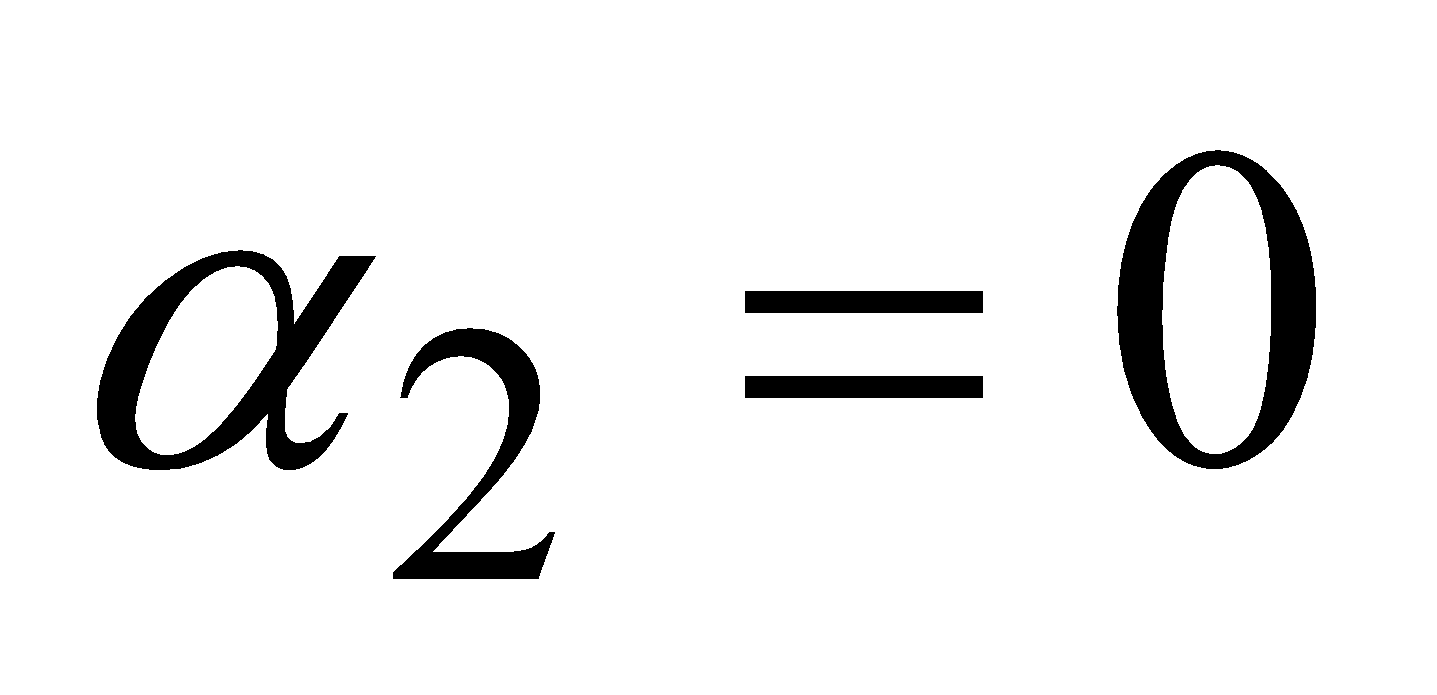 α₂ = 0